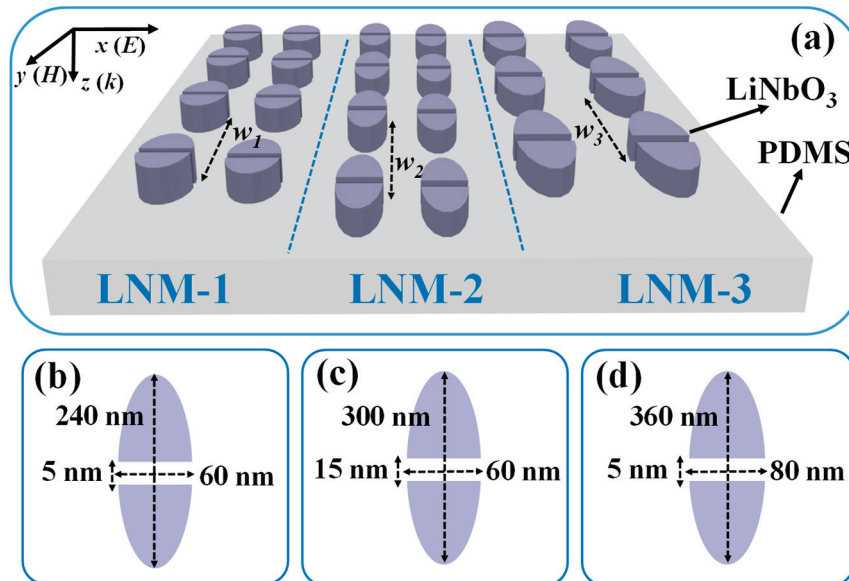 (a)
x (E)
y (H)
z (k)
LiNbO₃
PDMS
w₁
w₂
w₃
LNM-1
LNM-2
LNM-3
(b)
240 nm
5 nm
60 nm
(c)
300 nm
15 nm
60 nm
(d)
360 nm
5 nm
80 nm